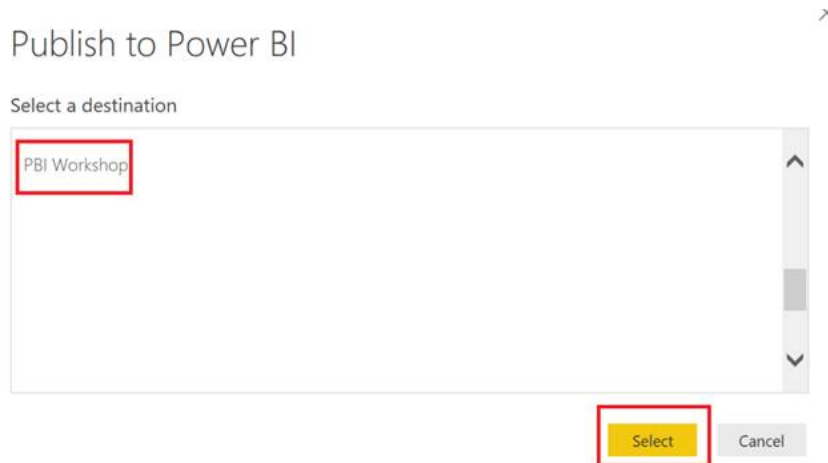 Publish to Power BI
Select a destination
PBI Workshop
Select Cancel